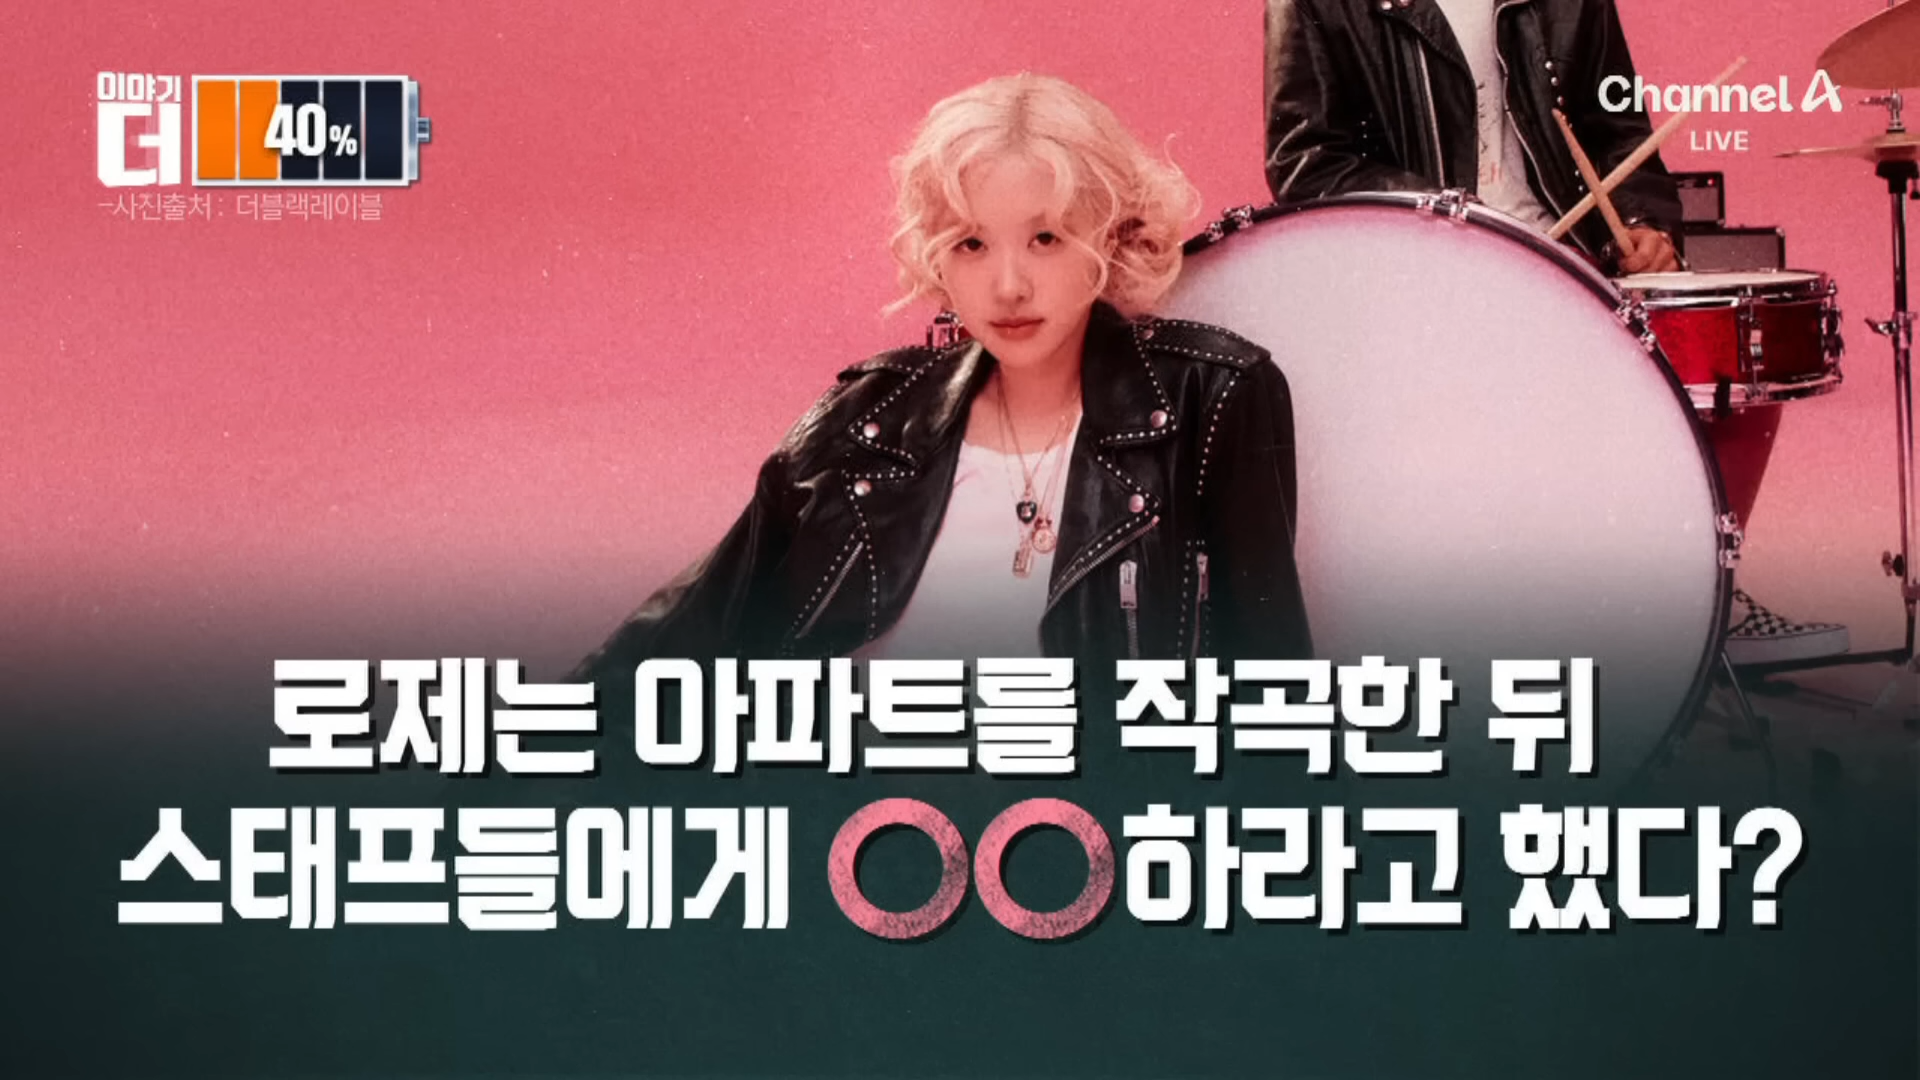 이야기
더
40%
-사진출처 : 더블랙레이블
Channel A
LIVE
로제는 아파트를 작곡한 뒤
스태프들에게 ○○하라고 했다?